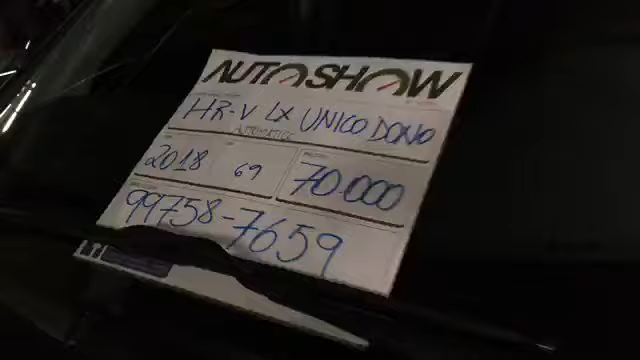 AUTOSHOW
HR-V LX UNICO DONO
AUTOMATICO
2018 69 70.000
99758-7659